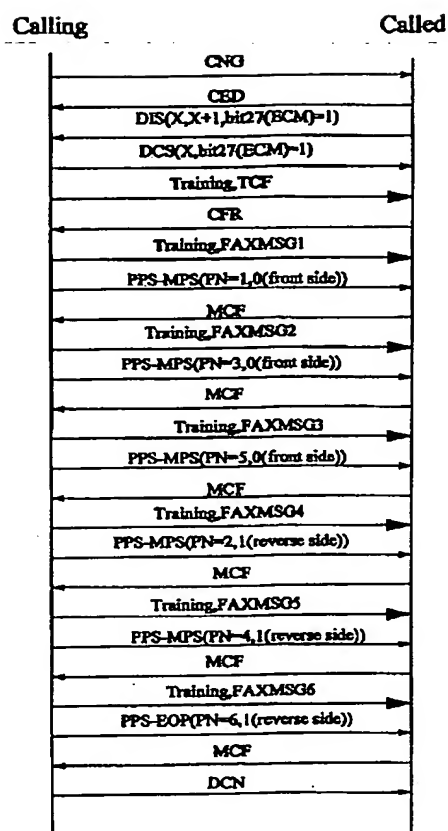 Calling Called
CNG
CED
DIS(X,X+1,bit27(ECM)=1)
DCS(X,bit27(ECM)=1)
Training,TCF
CFR
Training,FAXMSG1
PPS-MPS(PN=1,0(front side))
MCF
Training,FAXMSG2
PPS-MPS(PN=3,0(front side))
MCF
Training,FAXMSG3
PPS-MPS(PN=5,0(front side))
MCF
Training,FAXMSG4
PPS-MPS(PN=2,1(reverse side))
MCF
Training,FAXMSG5
PPS-MPS(PN=4,1(reverse side))
MCF
Training,FAXMSG6
PPS-EOP(PN=6,1(reverse side))
MCF
DCN